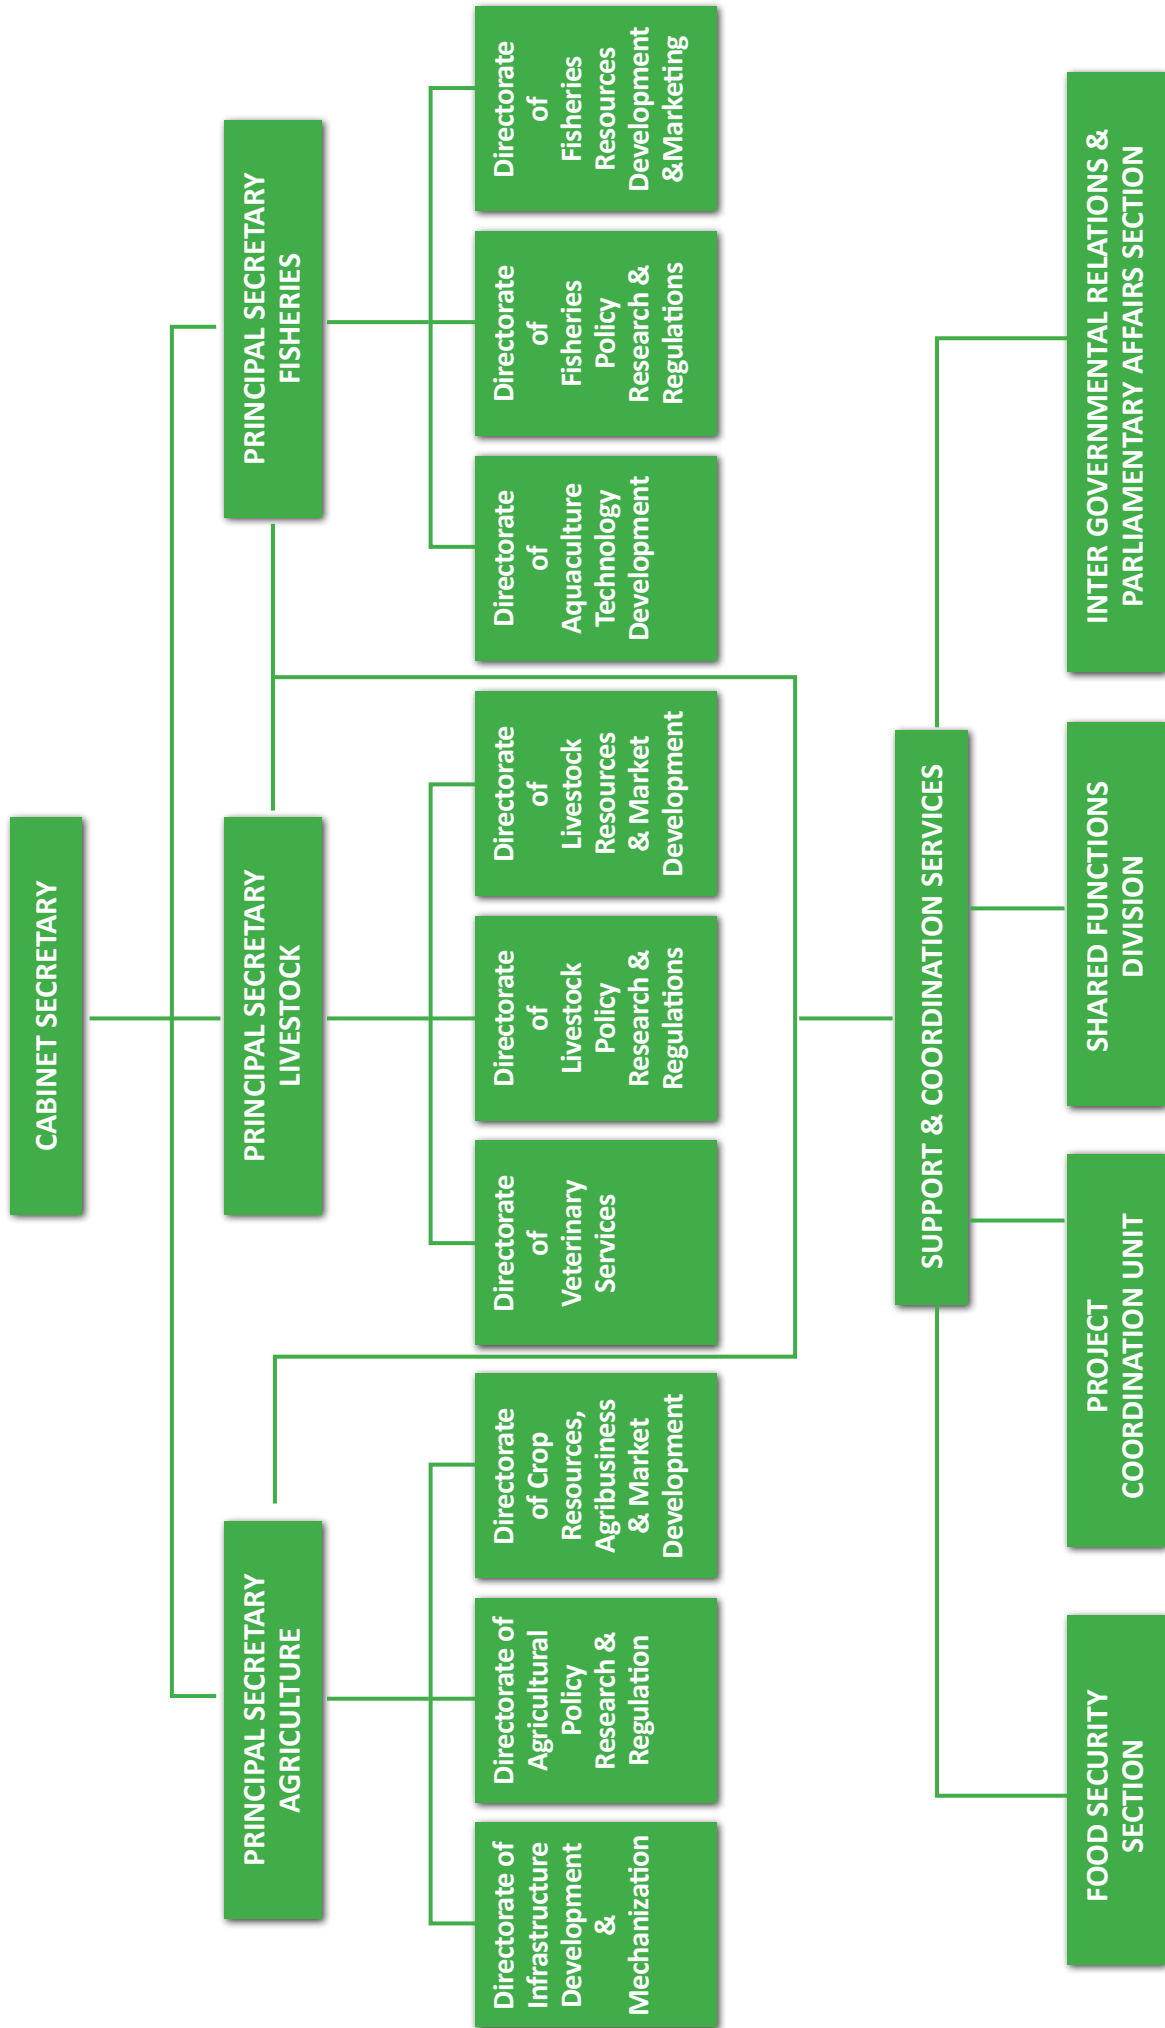 CABINET SECRETARY
PRINCIPAL SECRETARY
AGRICULTURE
PRINCIPAL SECRETARY
LIVESTOCK
PRINCIPAL SECRETARY
FISHERIES
Directorate of
Infrastructure
Development
&
Mechanization
Directorate of
Agricultural
Policy
Research &
Regulation
Directorate
of Crop
Resources,
Agribusiness
& Market
Development
Directorate
of
Veterinary
Services
Directorate
of
Livestock
Policy
Research &
Regulations
Directorate
of
Livestock
Resources
& Market
Development
Directorate
of
Aquaculture
Technology
Development
Directorate
of
Fisheries
Policy
Research &
Regulations
Directorate
of
Fisheries
Resources
Development
&Marketing
SUPPORT & COORDINATION SERVICES
FOOD SECURITY
SECTION
PROJECT
COORDINATION UNIT
SHARED FUNCTIONS
DIVISION
INTER GOVERNMENTAL RELATIONS &
PARLIAMENTARY AFFAIRS SECTION